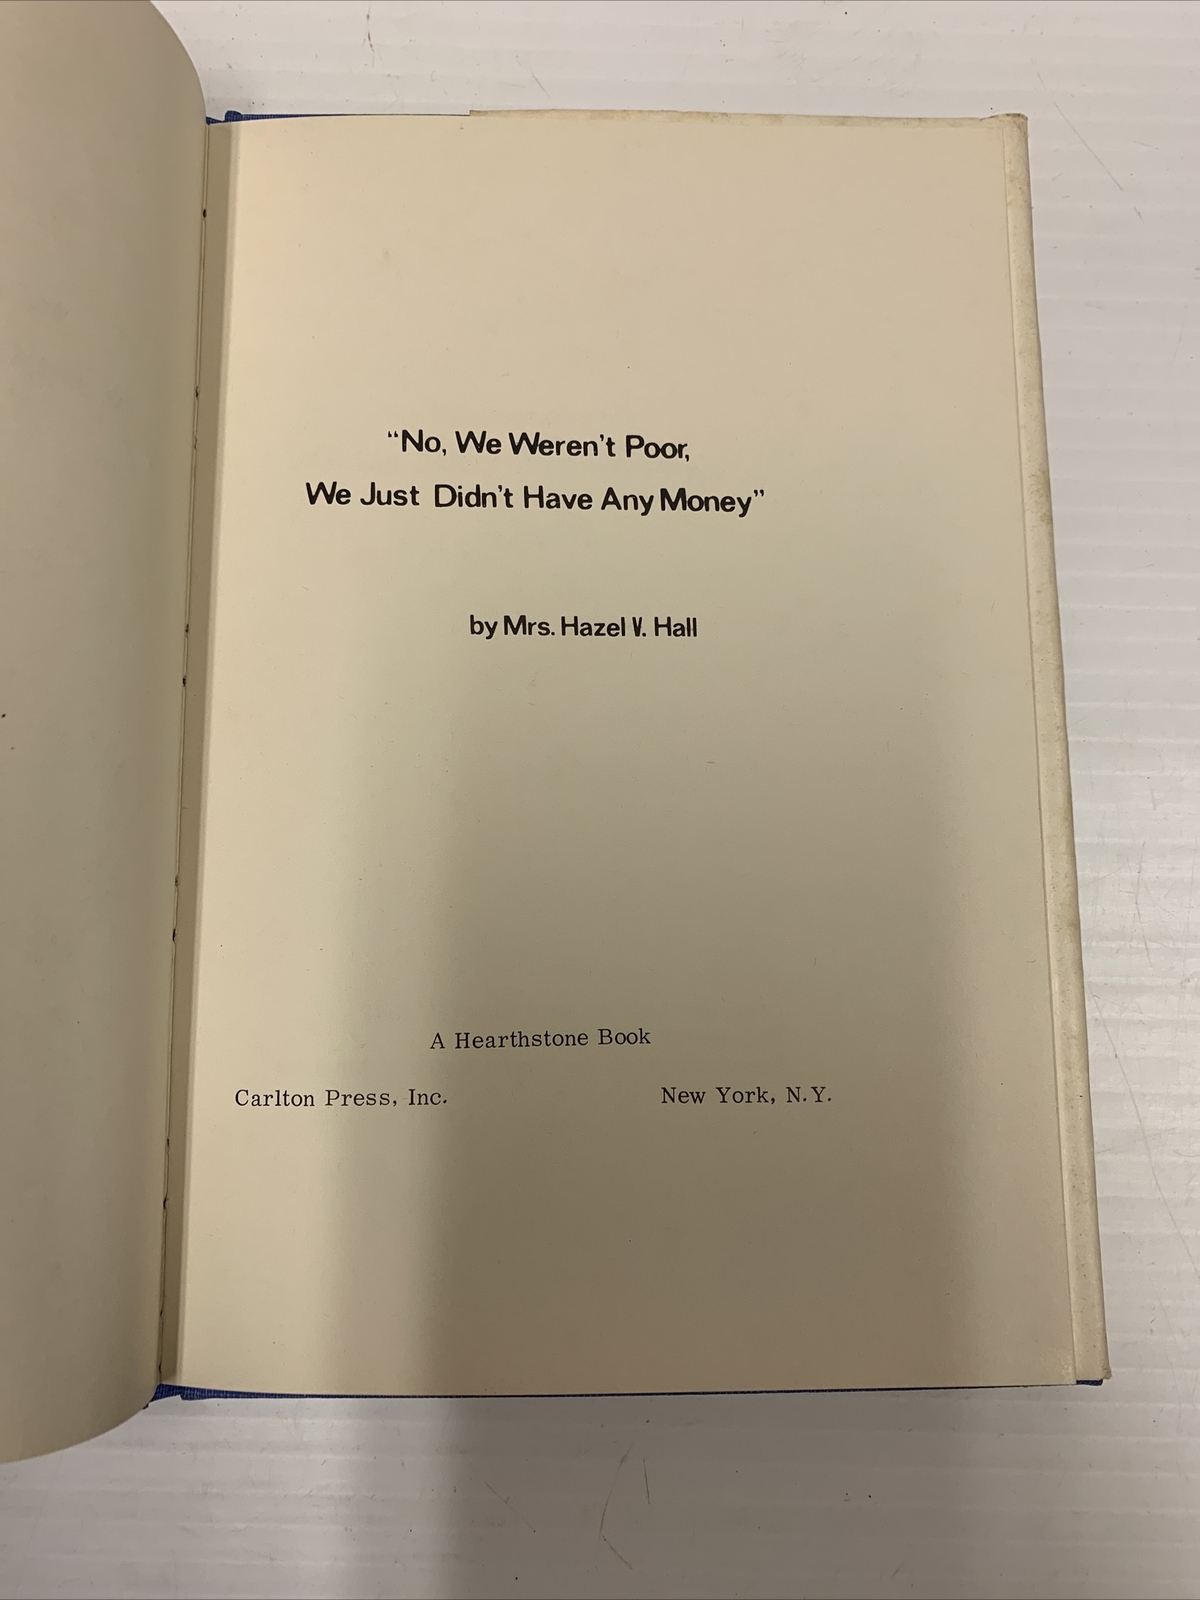 “No, We Weren’t Poor,
We Just Didn’t Have Any Money”
by Mrs. Hazel V. Hall
A Hearthstone Book
Carlton Press, Inc. New York, N.Y.